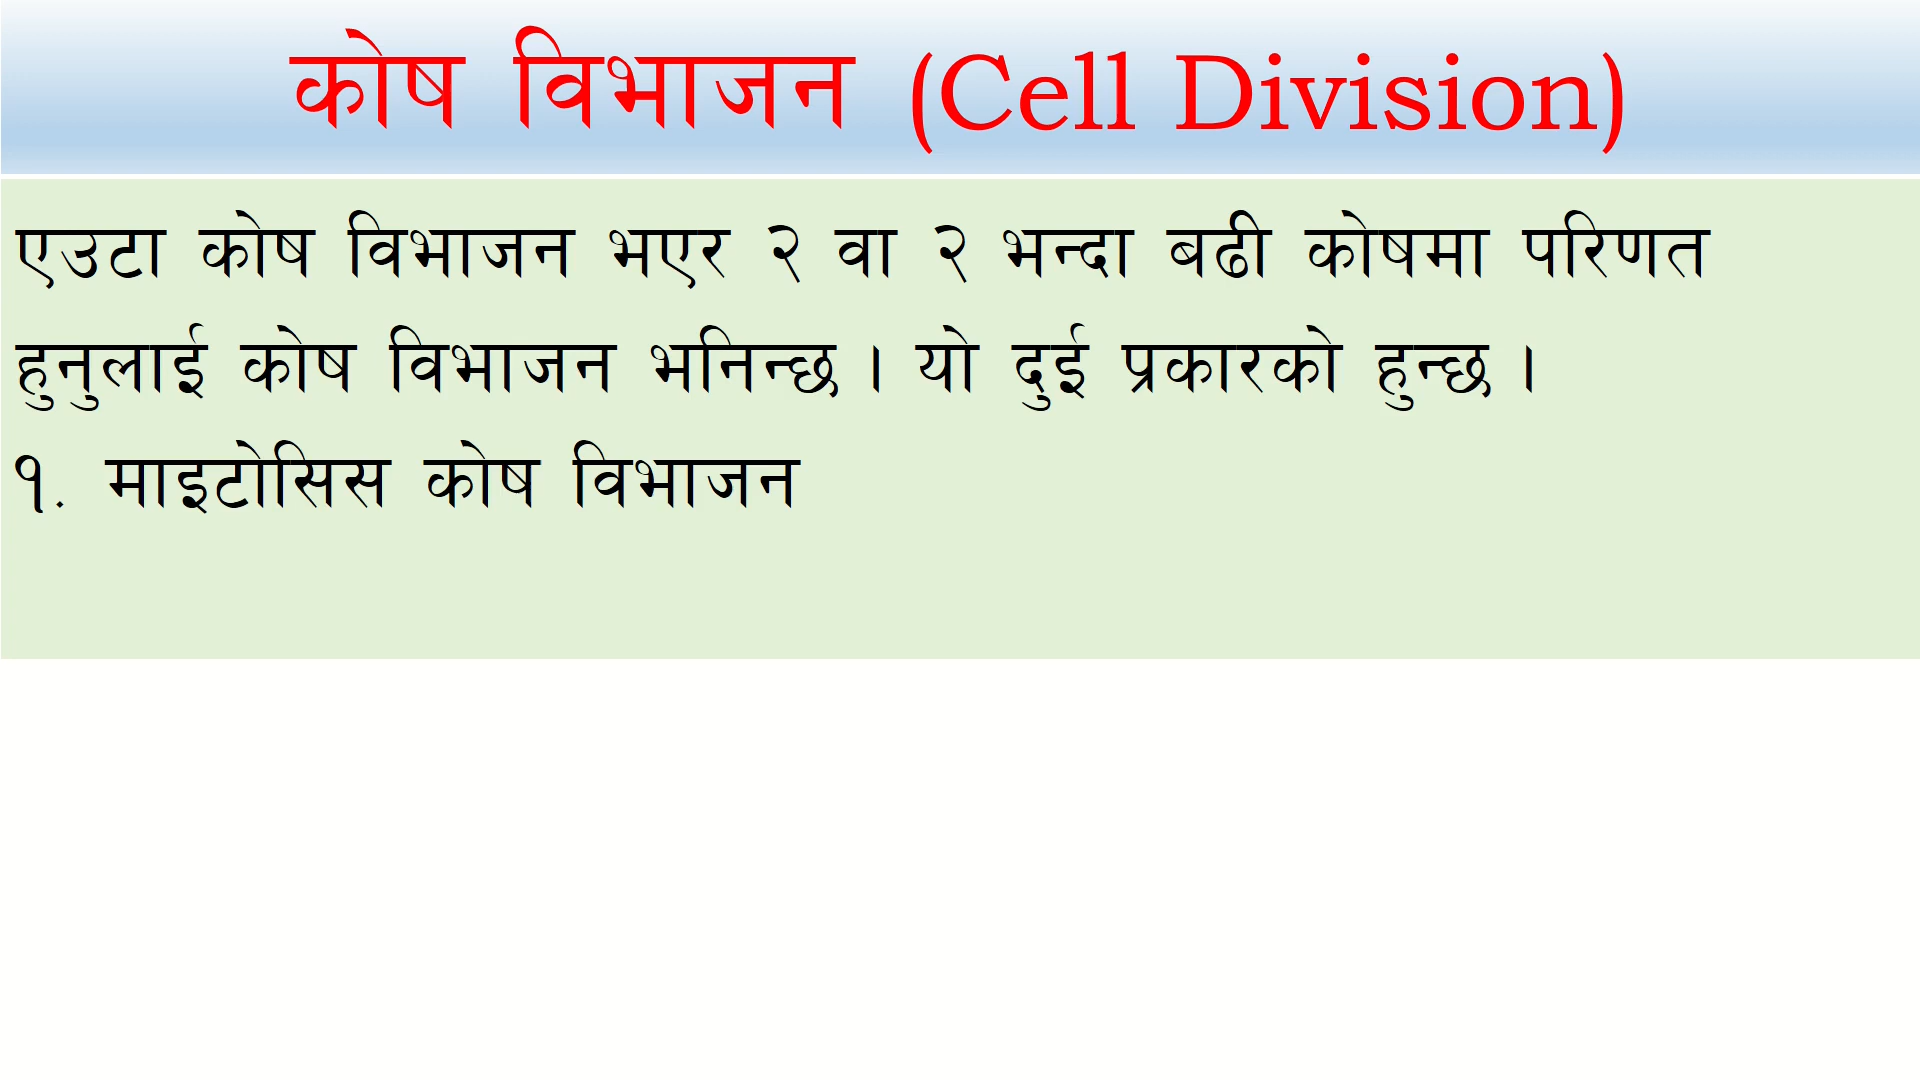 कोष विभाजन (Cell Division)
एउटा कोष विभाजन भएर २ वा २ भन्दा बढी कोषमा परिणत
हुनुलाई कोष विभाजन भनिन्छ । यो दुई प्रकारको हुन्छ ।
१. माइटोसिस कोष विभाजन